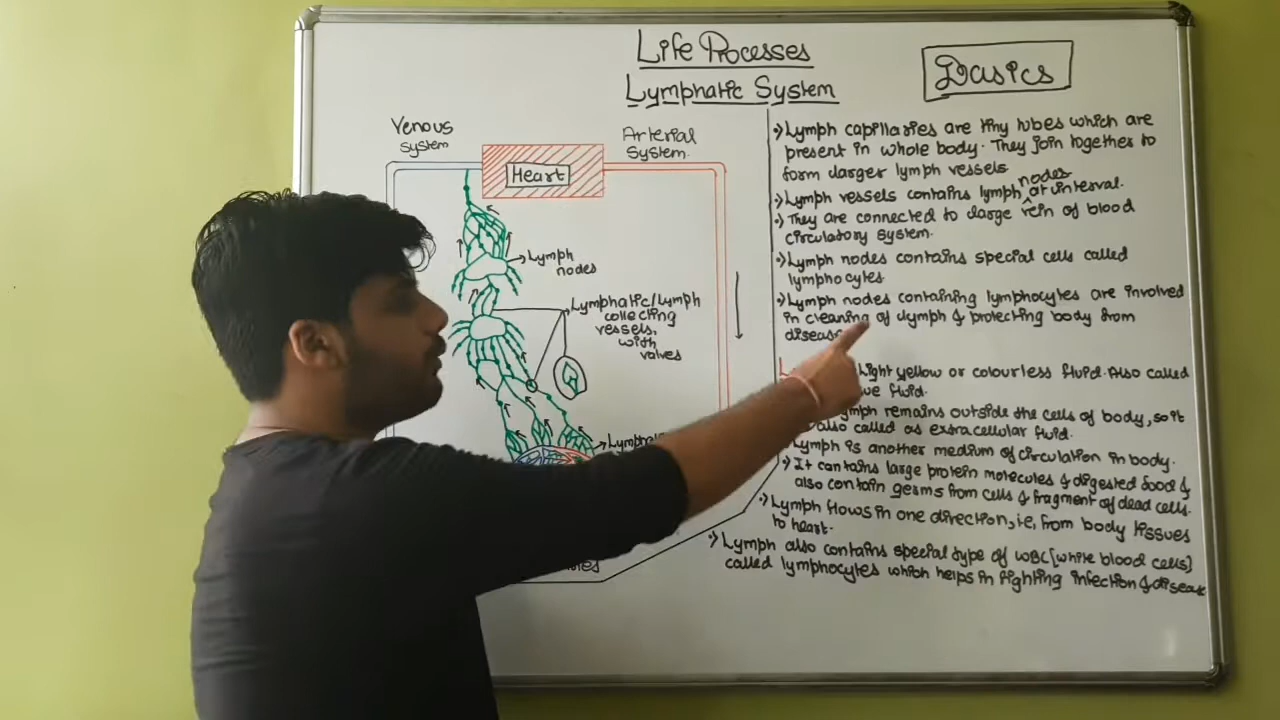 Life Processes
Lymphatic System
Basics
Venous
system
Arterial
System.
Heart
Lymph
nodes
Lymphatic/Lymph
collecting
vessels,
with
valves
:) Lymph capillaries are tiny tubes which are
present in whole body. They join together to
form larger lymph vessels
:) Lymph vessels contains lymph nodes at interval.
:) They are connected to large vein of blood
circulatory system.
:) Lymph nodes contains special cells called
lymphocytes.
:) Lymph nodes containing lymphocytes are involved
in cleaning of lymph & protecting body from
light yellow or colourless fluid. Also called
fluid.
remains outside the cells of body, so it
also called as extracellular fluid.
Lymph is another medium of circulation in body.
:) It contains large protein molecules & digested food &
also contain germs from cells & fragment of dead cells.
:) Lymph flows in one direction, i.e, from body tissues
to heart.
:) Lymph also contains special type of WBC [white blood cells]
called lymphocytes which helps in fighting infection & diseas